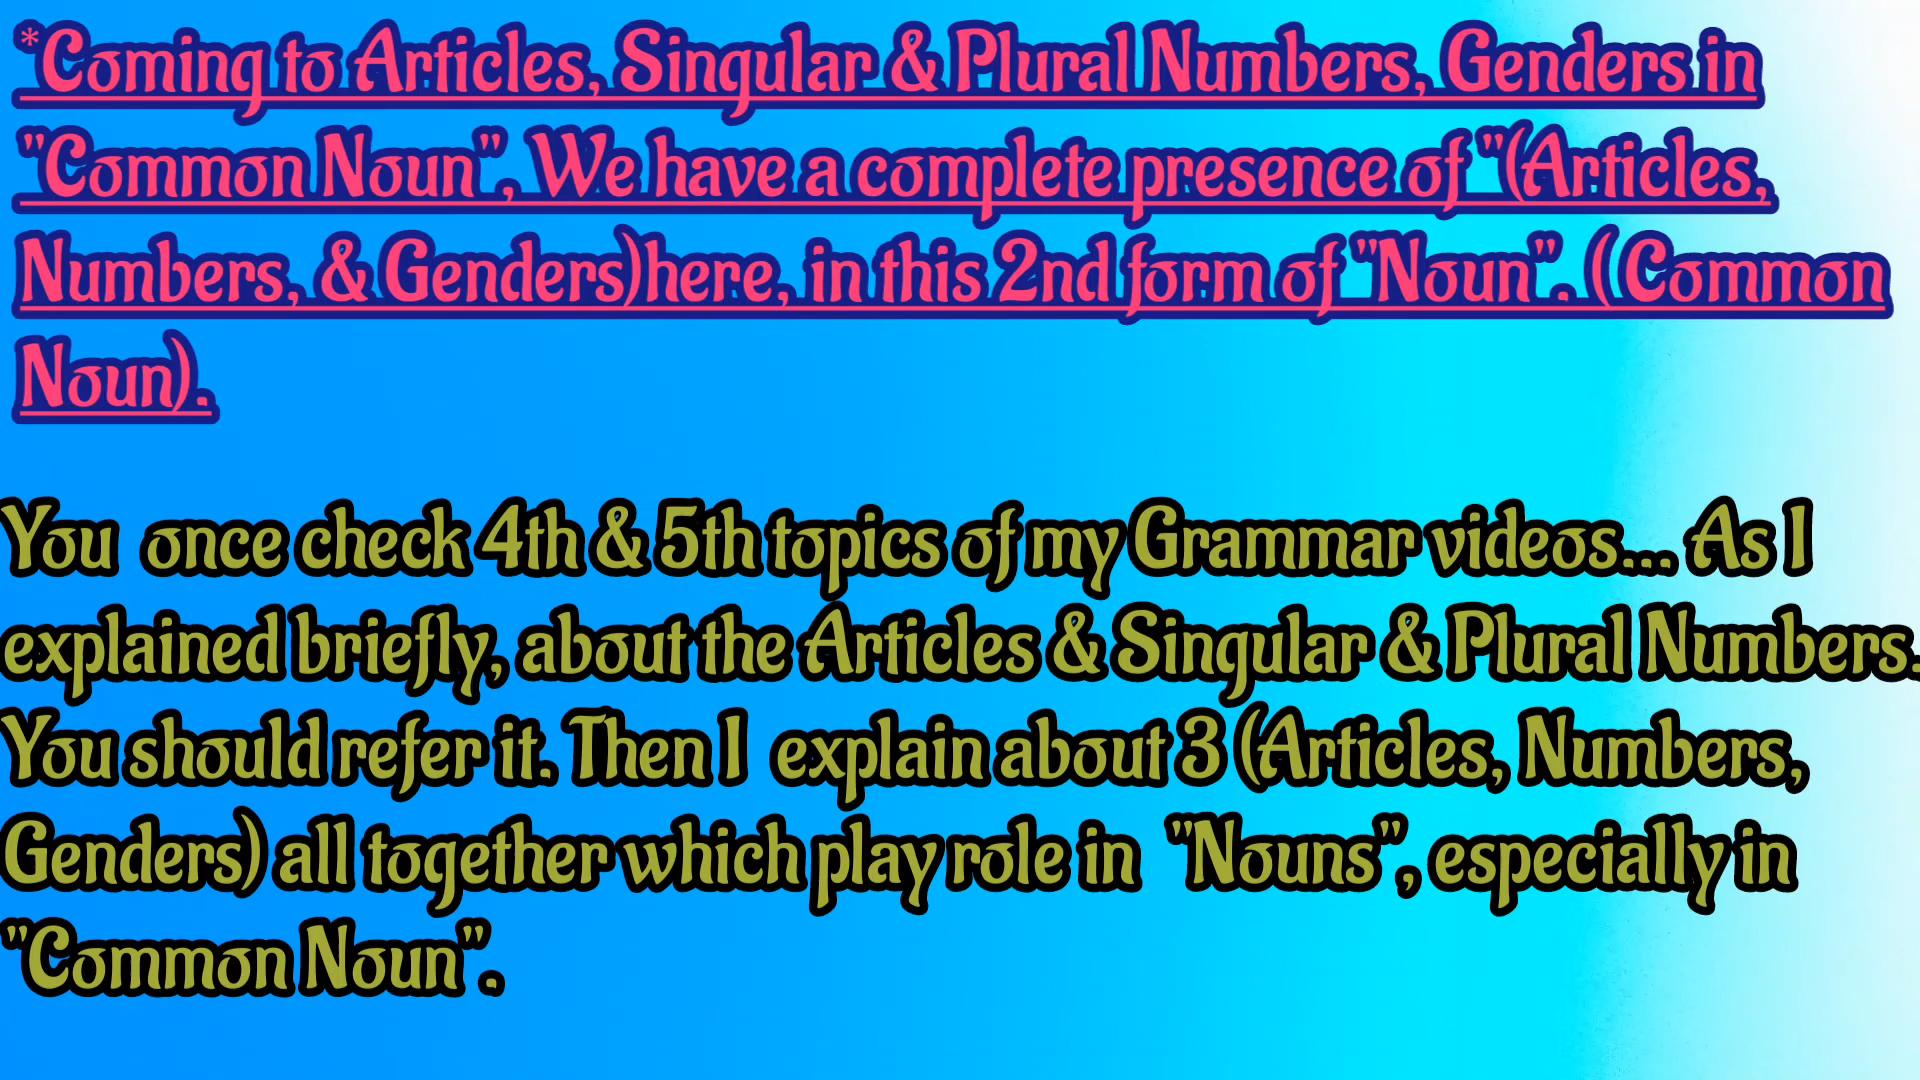 *Coming to Articles, Singular & Plural Numbers, Genders in
"Common Noun", We have a complete presence of "(Articles,
Numbers, & Genders)here, in this 2nd form of "Noun". ( Common
Noun).
You once check 4th & 5th topics of my Grammar videos... As I
explained briefly, about the Articles & Singular & Plural Numbers.
You should refer it. Then I explain about 3 (Articles, Numbers,
Genders) all together which play role in "Nouns", especially in
"Common Noun".